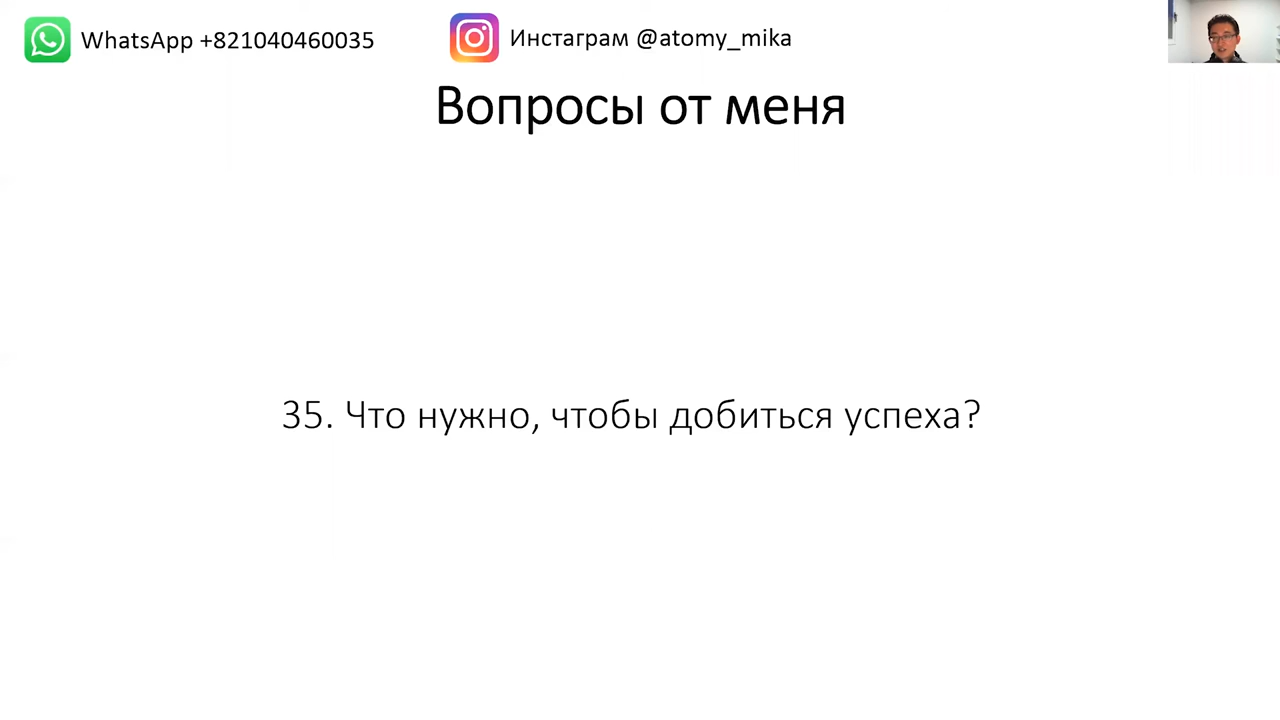 WhatsApp +821040460035
Инстаграм @atomy_mika
Вопросы от меня
35. Что нужно, чтобы добиться успеха?